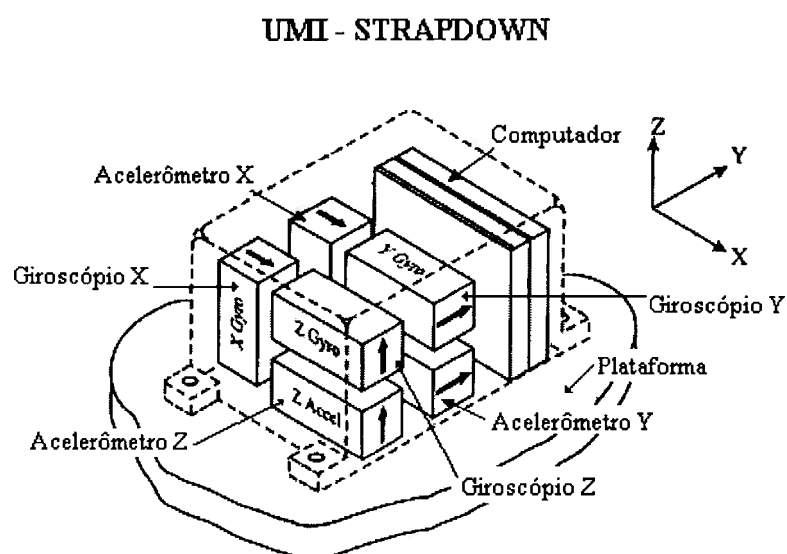 UMI - STRAPDOWN
Computador
Z
Y
X
Acelerômetro X
Giroscópio X
X Gyro
Y Gyro
Z Gyro
Z Accel
Giroscópio Y
Plataforma
Acelerômetro Y
Acelerômetro Z
Giroscópio Z